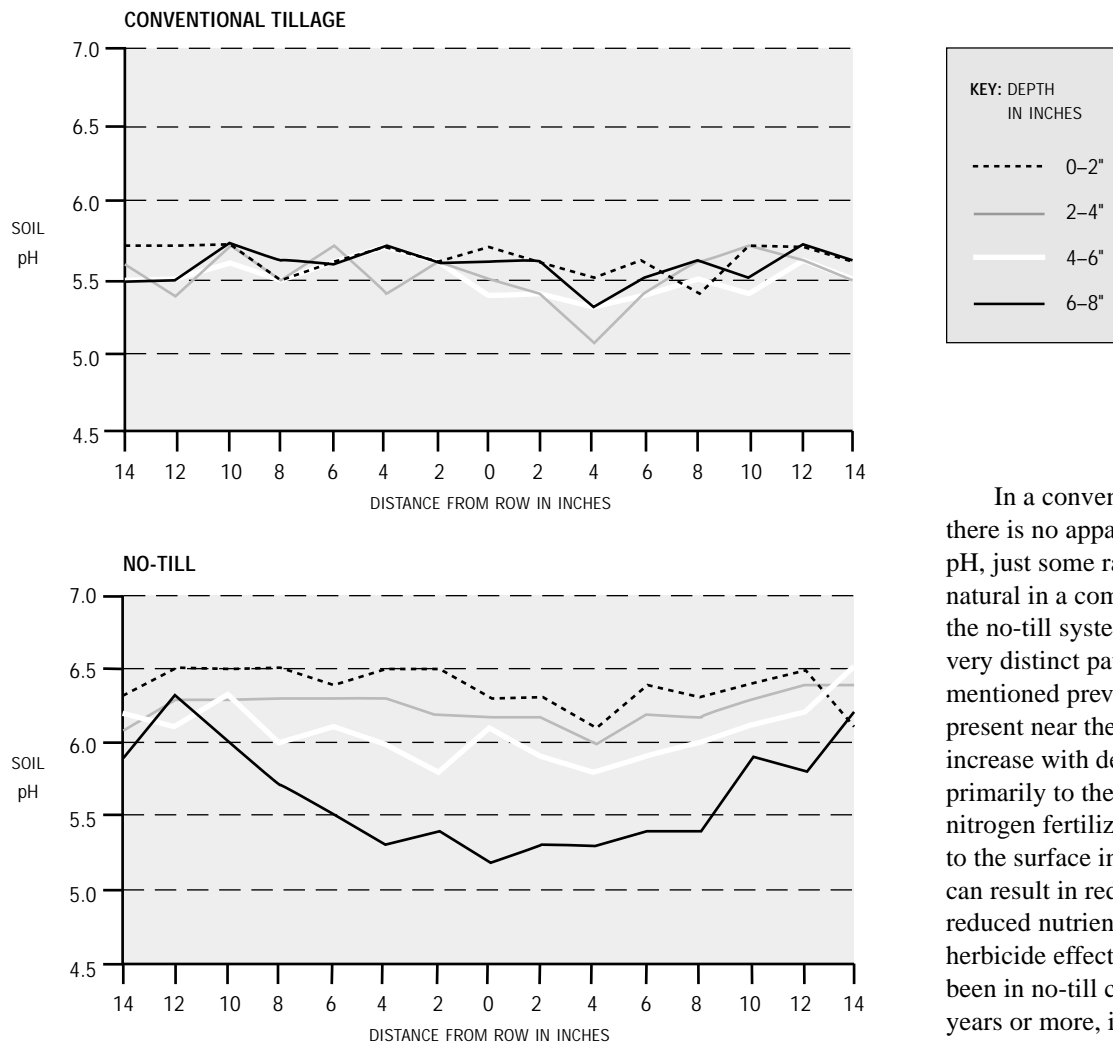 CONVENTIONAL TILLAGE
7.0
6.5
6.0
SOIL
pH
5.5
5.0
4.5
14 12 10 8 6 4 2 0 2 4 6 8 10 12 14
DISTANCE FROM ROW IN INCHES
KEY: DEPTH
IN INCHES
0–2"
2–4"
4–6"
6–8"
NO-TILL
7.0
6.5
6.0
SOIL
pH
5.5
5.0
4.5
14 12 10 8 6 4 2 0 2 4 6 8 10 12 14
DISTANCE FROM ROW IN INCHES
In a conver
there is no appa
pH, just some ra
natural in a com
the no-till syste
very distinct pa
mentioned prev
present near the
increase with de
primarily to the
nitrogen fertiliz
to the surface in
can result in red
reduced nutrien
herbicide effect
been in no-till c
years or more, i